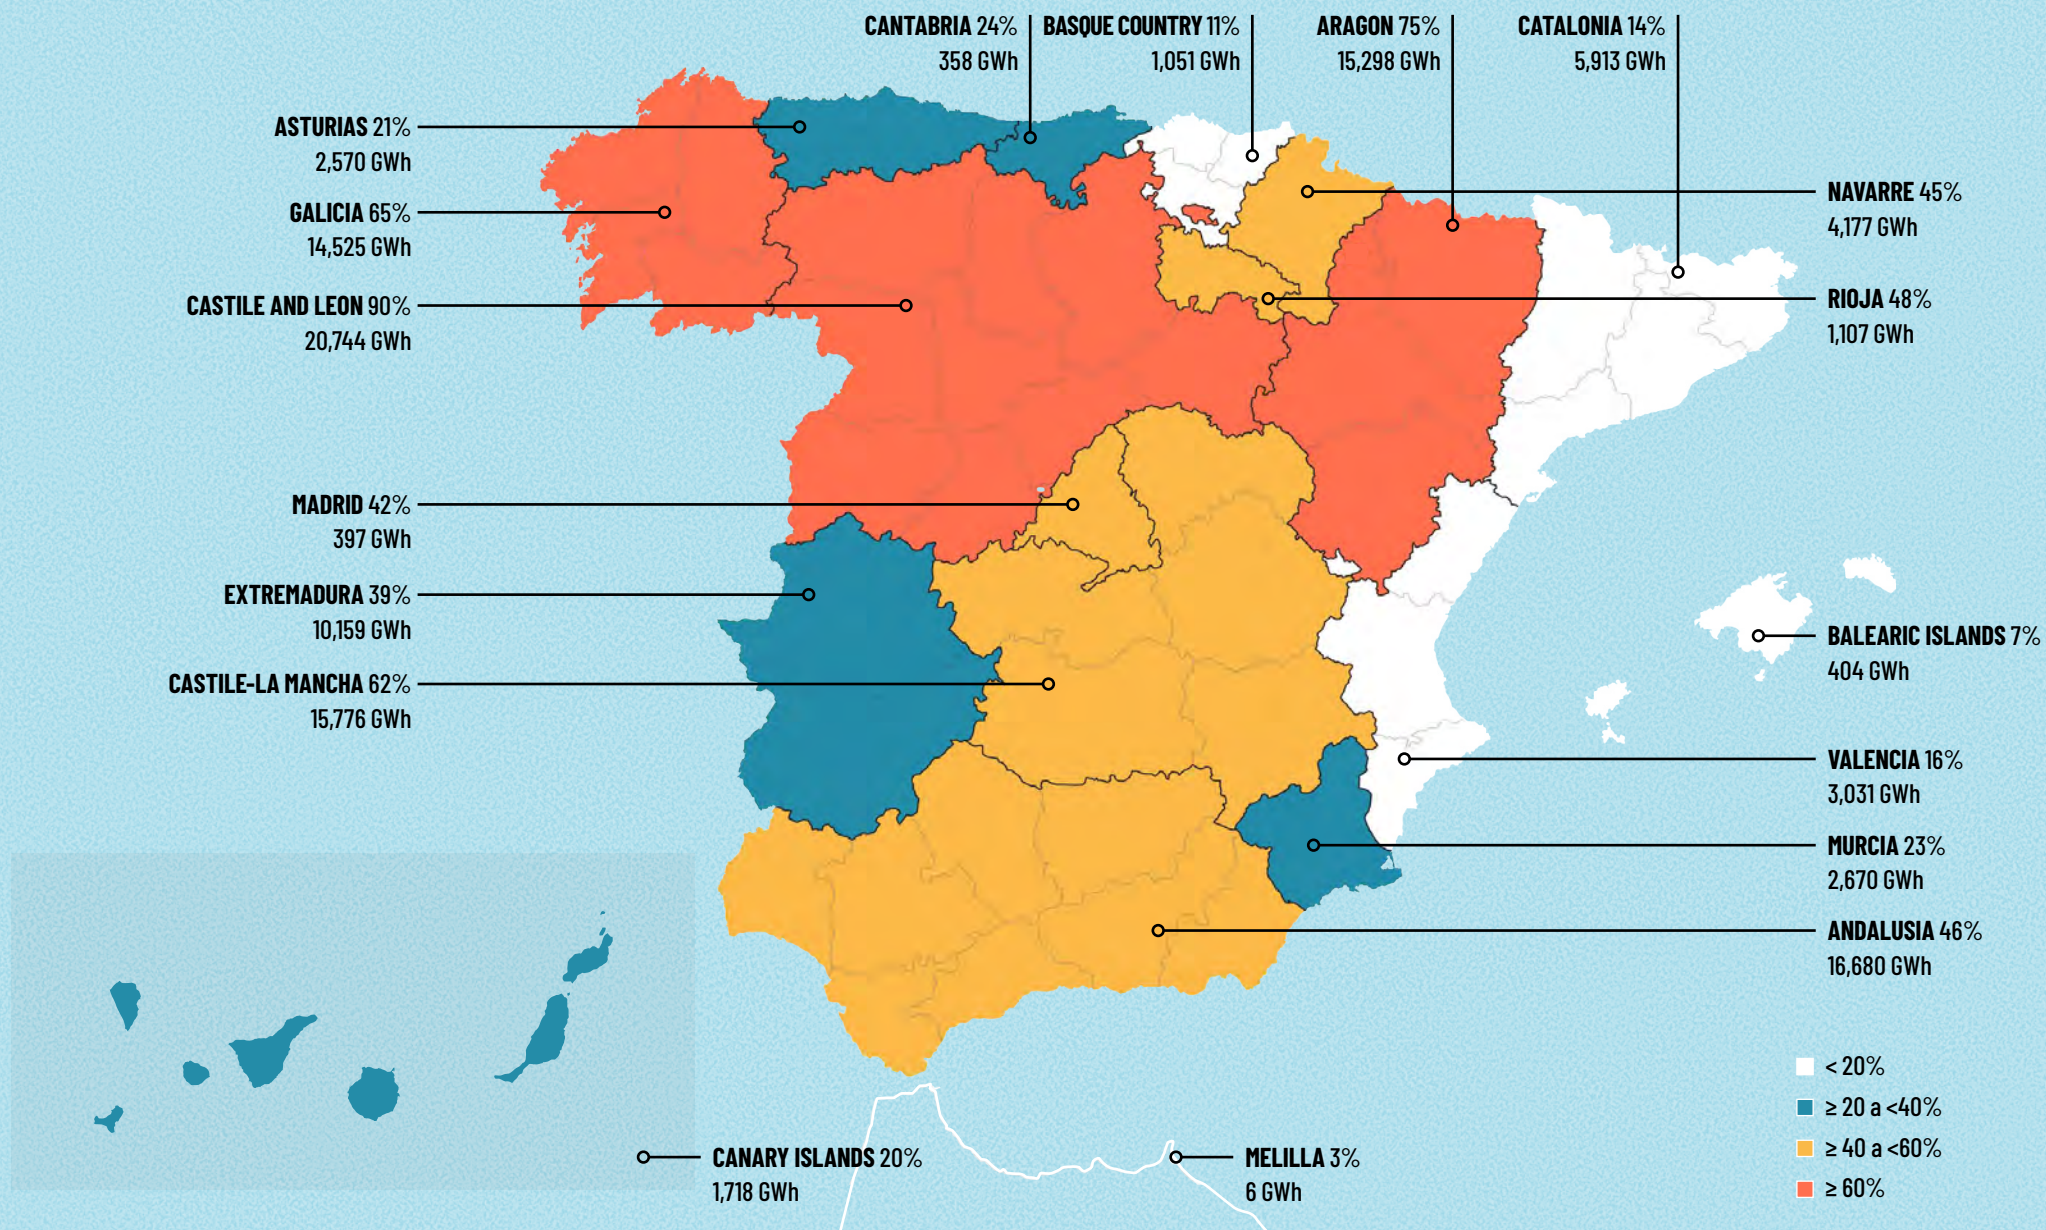 CANTABRIA 24%
358 GWh
BASQUE COUNTRY 11%
1,051 GWh
ARAGON 75%
15,298 GWh
CATALONIA 14%
5,913 GWh
ASTURIAS 21%
2,570 GWh
GALICIA 65%
14,525 GWh
CASTILE AND LEON 90%
20,744 GWh
MADRID 42%
397 GWh
EXTREMADURA 39%
10,159 GWh
CASTILE-LA MANCHA 62%
15,776 GWh
NAVARRE 45%
4,177 GWh
RIOJA 48%
1,107 GWh
BALEARIC ISLANDS 7%
404 GWh
VALENCIA 16%
3,031 GWh
MURCIA 23%
2,670 GWh
ANDALUSIA 46%
16,680 GWh
CANARY ISLANDS 20%
1,718 GWh
MELILLA 3%
6 GWh
< 20%
≥ 20 a <40%
≥ 40 a <60%
≥ 60%